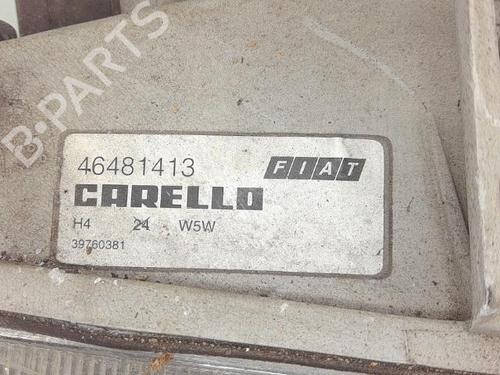 B-PARTS
46481413 FIAT
CARELLO
H4 24 W5W
39760381